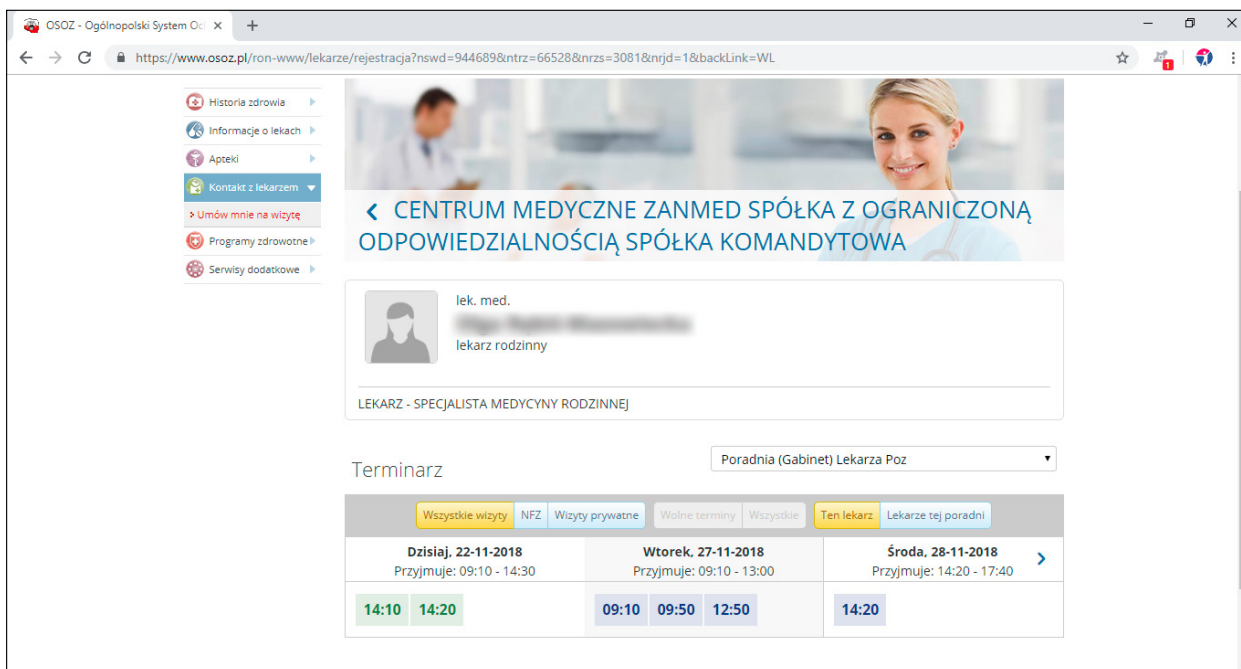 OSOZ - Ogólnopolski System Oc
https://www.osoz.pl/ron-www/lekarze/rejestracja?nswd=944689&ntrz=66528&nrzs=3081&nrjd=1&backLink=WL
1
Historia zdrowia
Informacje o lekach
Apteki
Kontakt z lekarzem
Umów mnie na wizytę
Programy zdrowotne
Serwisy dodatkowe
CENTRUM MEDYCZNE ZANMED SPÓŁKA Z OGRANICZONĄ
ODPOWIEDZIALNOŚCIĄ SPÓŁKA KOMANDYTOWA
lek. med.
lekarz rodzinny
LEKARZ - SPECJALISTA MEDYCYNY RODZINNEJ
Terminarz
Poradnia (Gabinet) Lekarza Poz
Wszystkie wizyty NFZ Wizyty prywatne Wolne terminy Wszystkie Ten lekarz Lekarze tej poradni
Dzisiaj, 22-11-2018 Wtorek, 27-11-2018 Środa, 28-11-2018
Przyjmuje: 09:10 - 14:30 Przyjmuje: 09:10 - 13:00 Przyjmuje: 14:20 - 17:40
14:10 14:20 09:10 09:50 12:50 14:20